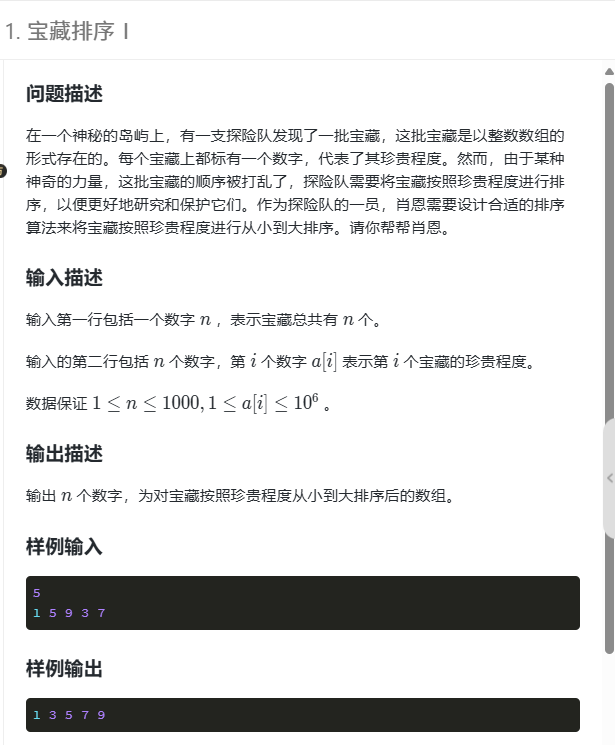 1. 宝藏排序Ⅰ
问题描述
在一个神秘的岛屿上，有一支探险队发现了一批宝藏，这批宝藏是以整数数组的
形式存在的。每个宝藏上都标有一个数字，代表了其珍贵程度。然而，由于某种
神奇的力量，这批宝藏的顺序被打乱了，探险队需要将宝藏按照珍贵程度进行排
序，以便更好地研究和保护它们。作为探险队的一员，肖恩需要设计合适的排序
算法来将宝藏按照珍贵程度进行从小到大排序。请你帮帮肖恩。
输入描述
输入第一行包括一个数字 n ，表示宝藏总共有 n 个。
输入的第二行包括 n 个数字，第 i 个数字 a[i] 表示第 i 个宝藏的珍贵程度。
数据保证 1 ≤ n ≤ 1000, 1 ≤ a[i] ≤ 10⁶ 。
输出描述
输出 n 个数字，为对宝藏按照珍贵程度从小到大排序后的数组。
样例输入
5
1 5 9 3 7
样例输出
1 3 5 7 9